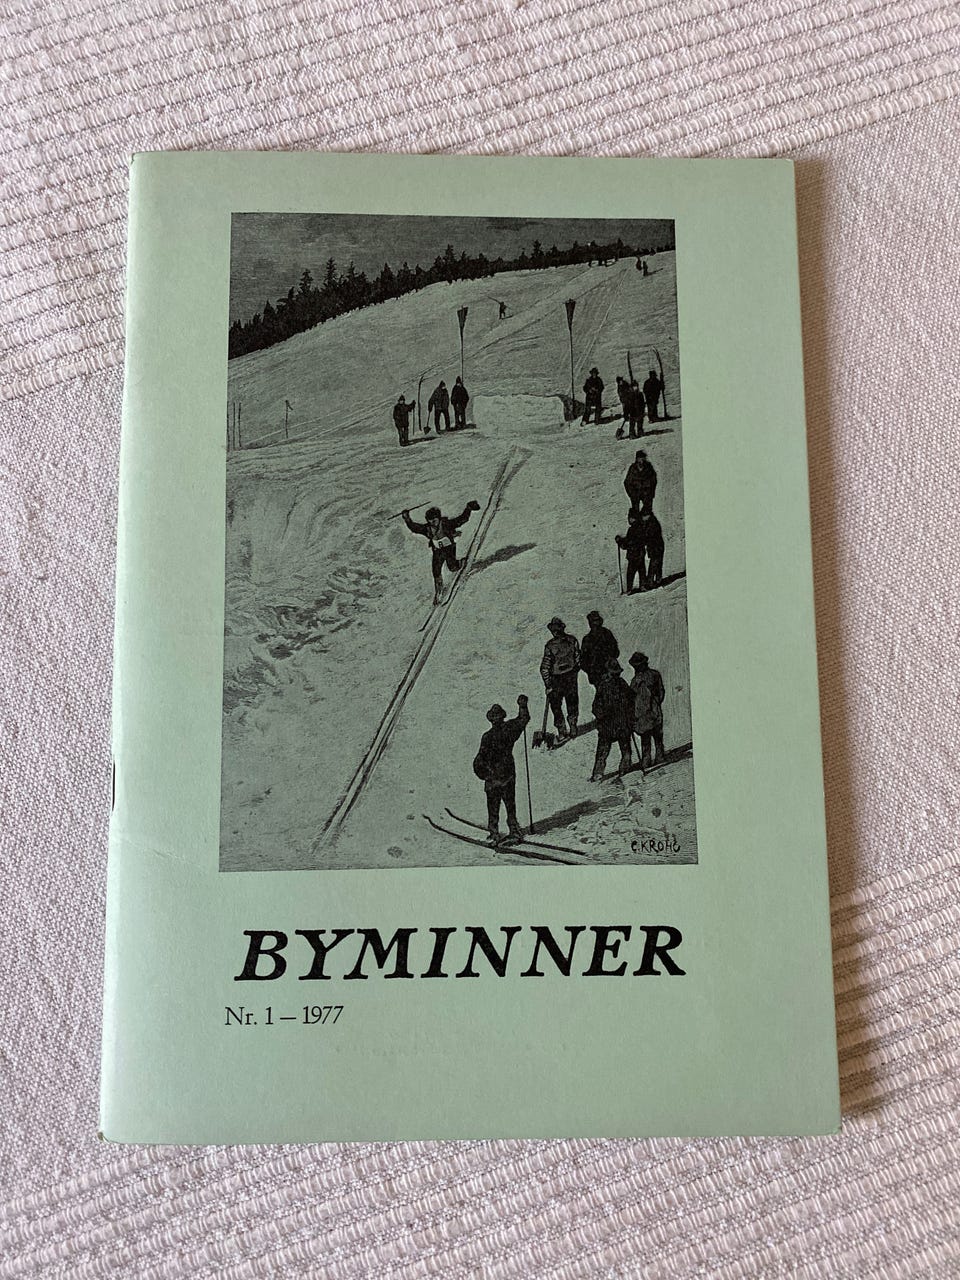 C. KROHG
BYMINNER
Nr. 1 – 1977